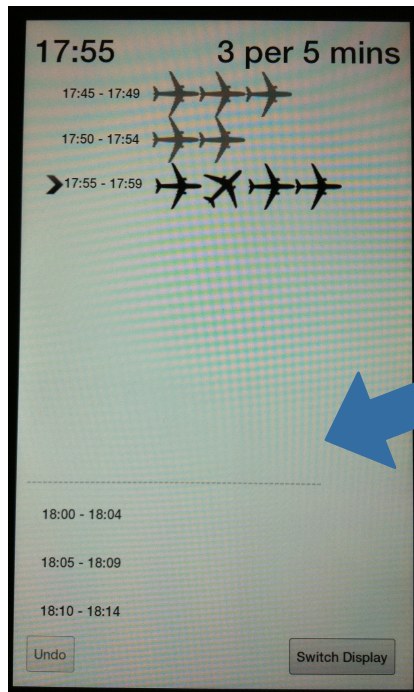 17:55 3 per 5 mins
17:45 - 17:49
17:50 - 17:54
17:55 - 17:59
18:00 - 18:04
18:05 - 18:09
18:10 - 18:14
Undo Switch Display